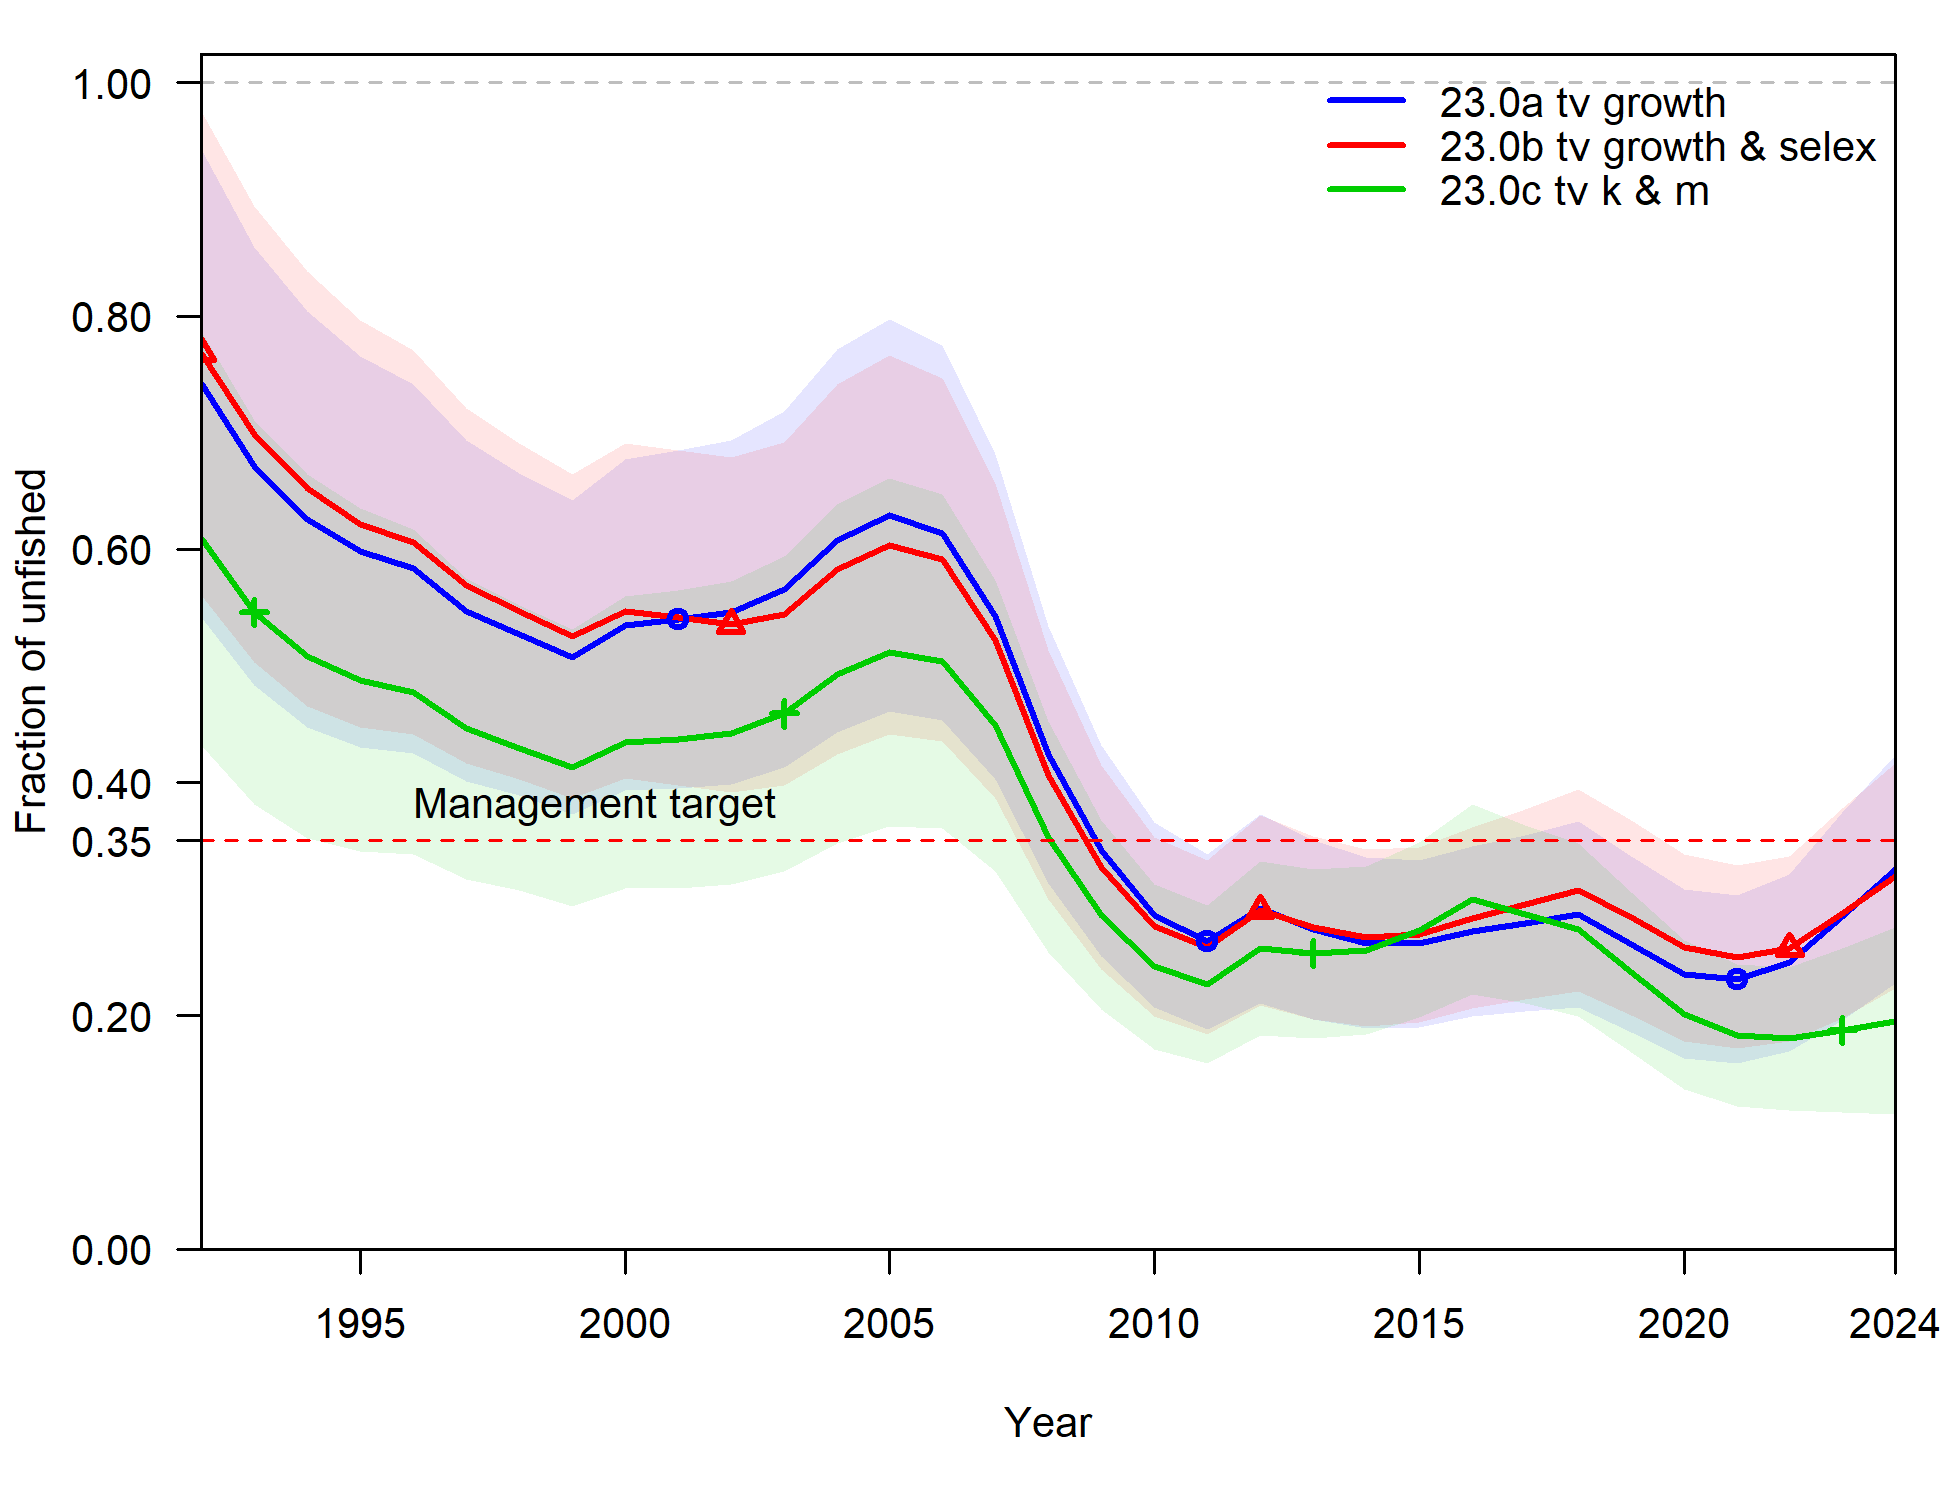 1.00
0.80
0.60
0.40
0.35
0.20
0.00
Fraction of unfished
23.0a tv growth
23.0b tv growth & selex
23.0c tv k & m
Management target
1995 2000 2005 2010 2015 2020 2024
Year